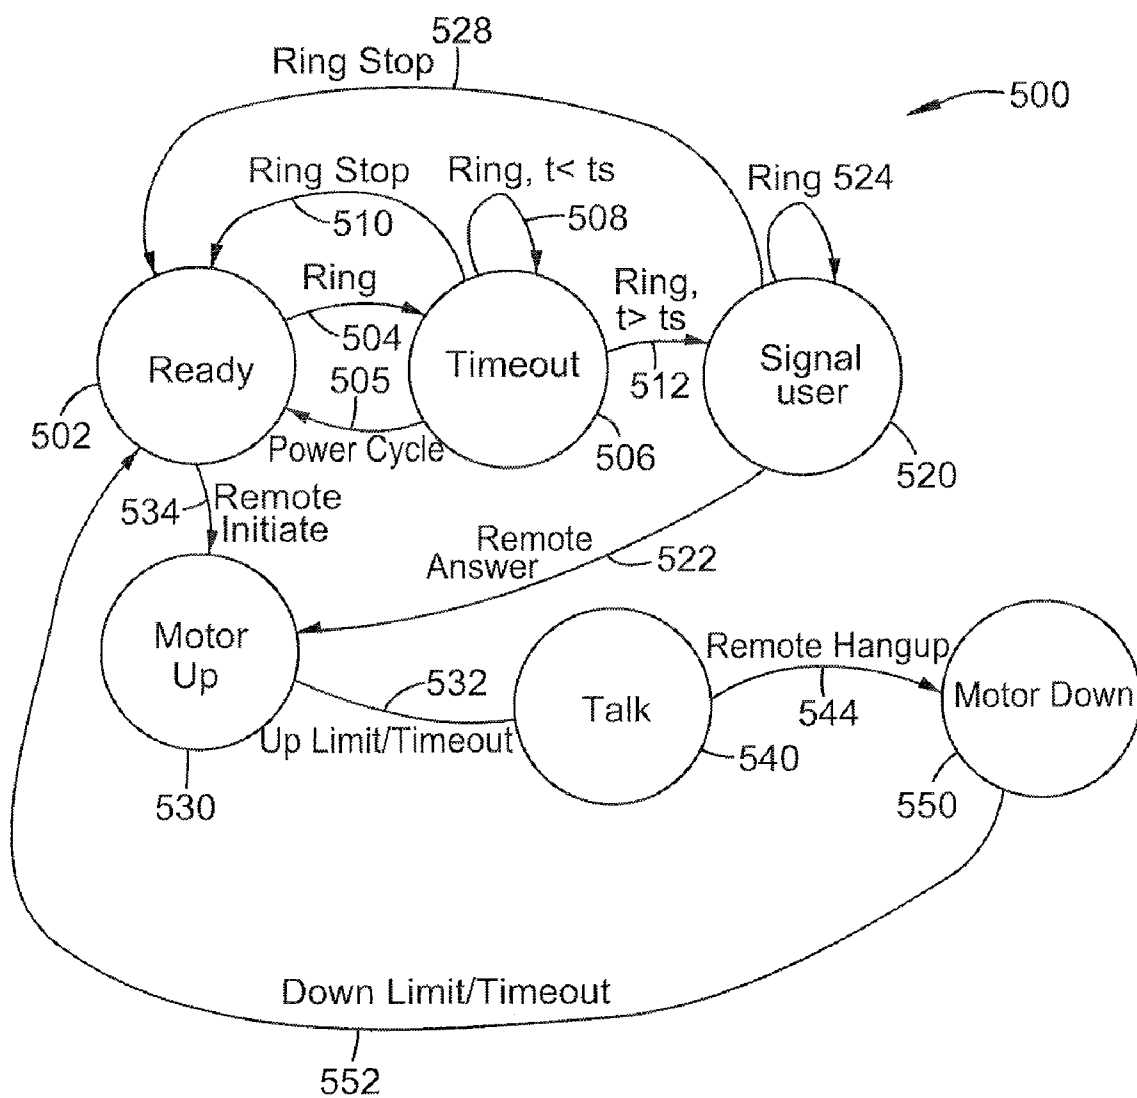 528
Ring Stop
500
Ring Stop
510
Ring, t< ts
508
Ring 524
Ring
504
Ring,
t> ts
512
Ready
Timeout
Signal
user
505
Power Cycle
502
506
520
534
Remote
Initiate
Remote
Answer
522
Motor
Up
532
Up Limit/Timeout
530
Talk
540
Remote Hangup
544
Motor Down
550
Down Limit/Timeout
552